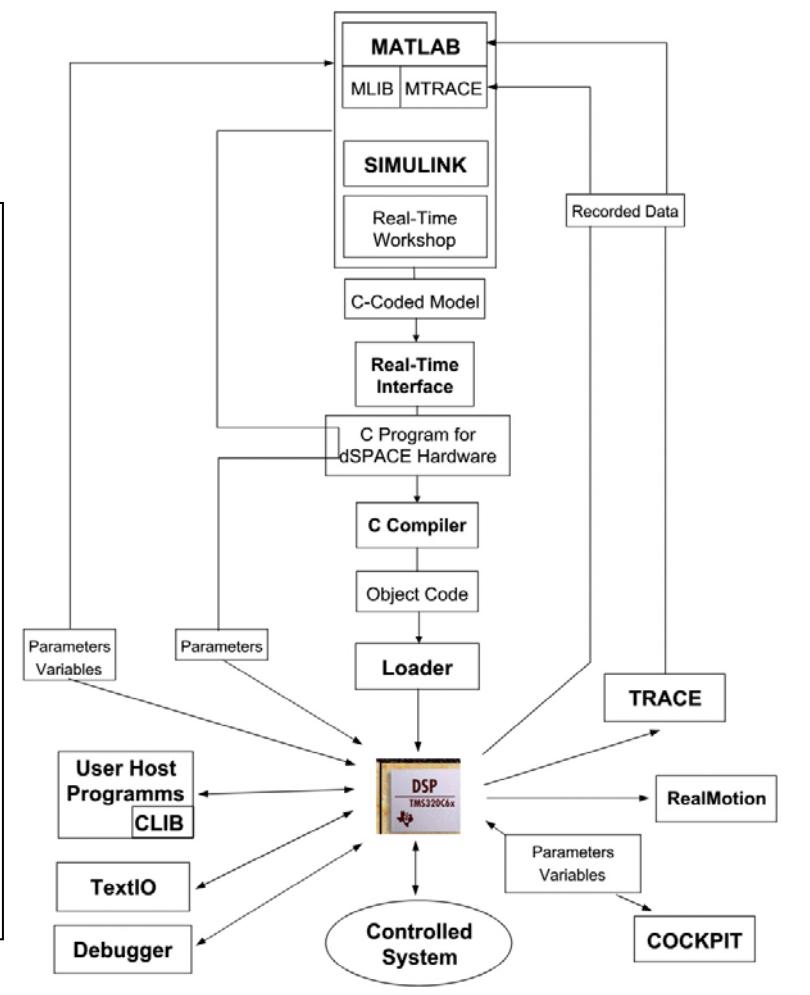 MATLAB
MLIB
MTRACE
SIMULINK
Real-Time
Workshop
Recorded Data
C-Coded Model
Real-Time
Interface
C Program for
dSPACE Hardware
C Compiler
Object Code
Parameters
Variables
Parameters
Loader
TRACE
User Host
Programms
CLIB
DSP
TMS320C6x
RealMotion
Parameters
Variables
TextIO
Debugger
Controlled
System
COCKPIT